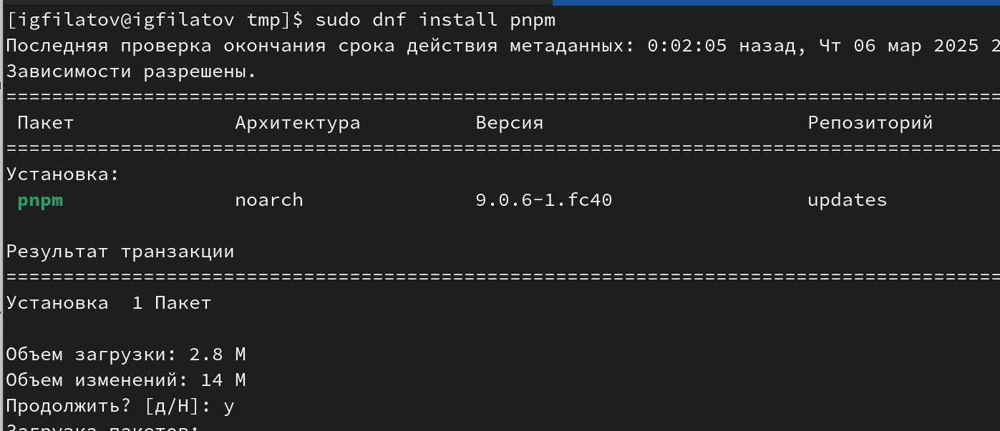 [igfilatov@igfilatov tmp]$ sudo dnf install pnpm
Последняя проверка окончания срока действия метаданных: 0:02:05 назад, Чт 06 мар 2025 2
Зависимости разрешены.
================================================================================
Пакет Архитектура Версия Репозиторий
================================================================================
Установка:
pnpm noarch 9.0.6-1.fc40 updates
Результат транзакции
================================================================================
Установка 1 Пакет
Объем загрузки: 2.8 M
Объем изменений: 14 M
Продолжить? [д/Н]: y
Загрузка пакетов: